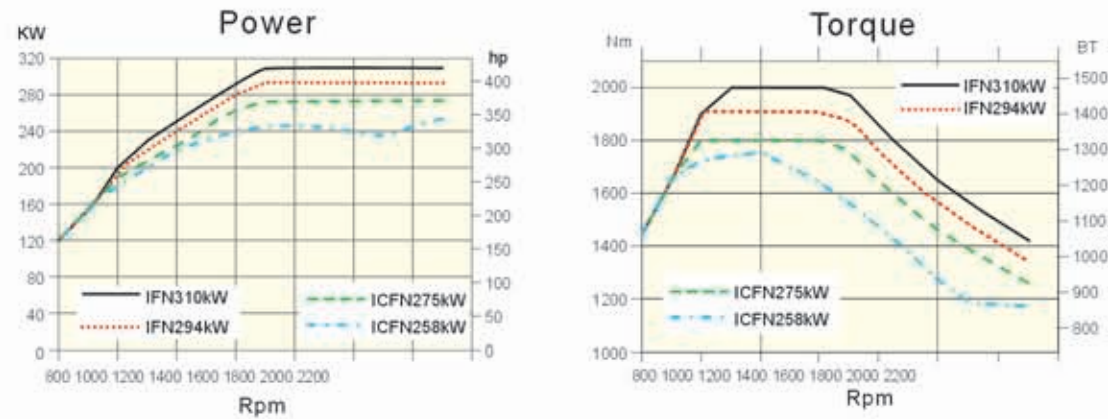 Power
KW
hp
320
280
240
200
160
120
80
40
0
400
350
300
250
200
150
100
50
0
IFN310kW
IFN294kW
ICFN275kW
ICFN258kW
800 1000 1200 1400 1600 1800 2000 2200
Rpm
Torque
Nm
BT
2000
1800
1600
1400
1200
1000
1500
1400
1300
1200
1100
1000
900
800
IFN310kW
IFN294kW
ICFN275kW
ICFN258kW
800 1000 1200 1400 1800 2000 2200
Rpm